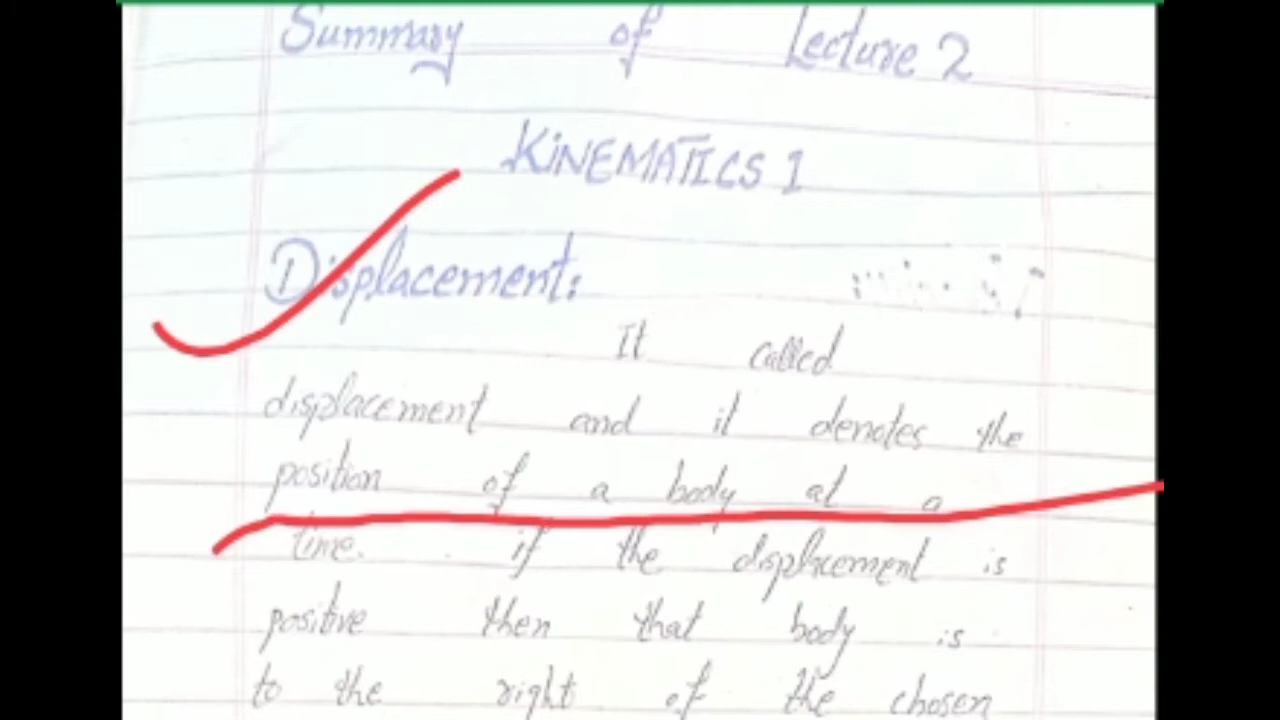 Summary of Lecture 2
KiNEMATICS 1
Displacement:
It called
displacement and it denotes the
position of a body at a
time. if the displacement is
positive then that body is
to the right of the chosen